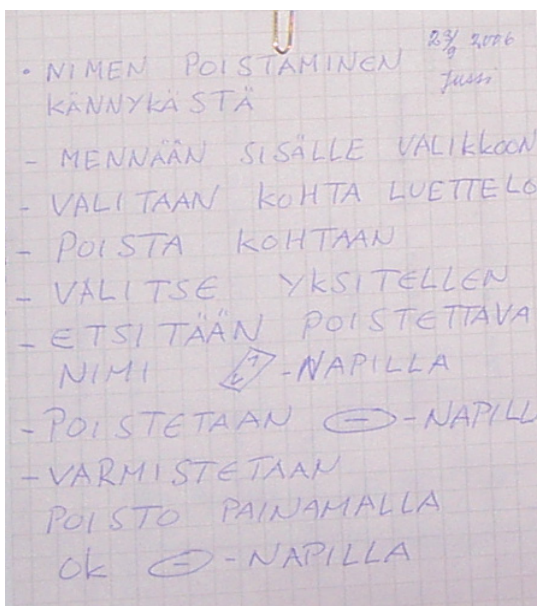 23/9 2006
• NIMEN POISTAMINEN
Jussi
KÄNNYKÄSTÄ
- MENNÄÄN SISÄLLE VALIKKOON
- VALITAAN KOHTA LUETTELO
- POISTA KOHTAAN
- VALITSE YKSITELLEN
- ETSITÄÄN POISTETTAVA
NIMI -NAPILLA
- POISTETAAN -NAPILL
- VARMISTETAAN
POISTO PAINAMALLA
Ok -NAPILLA